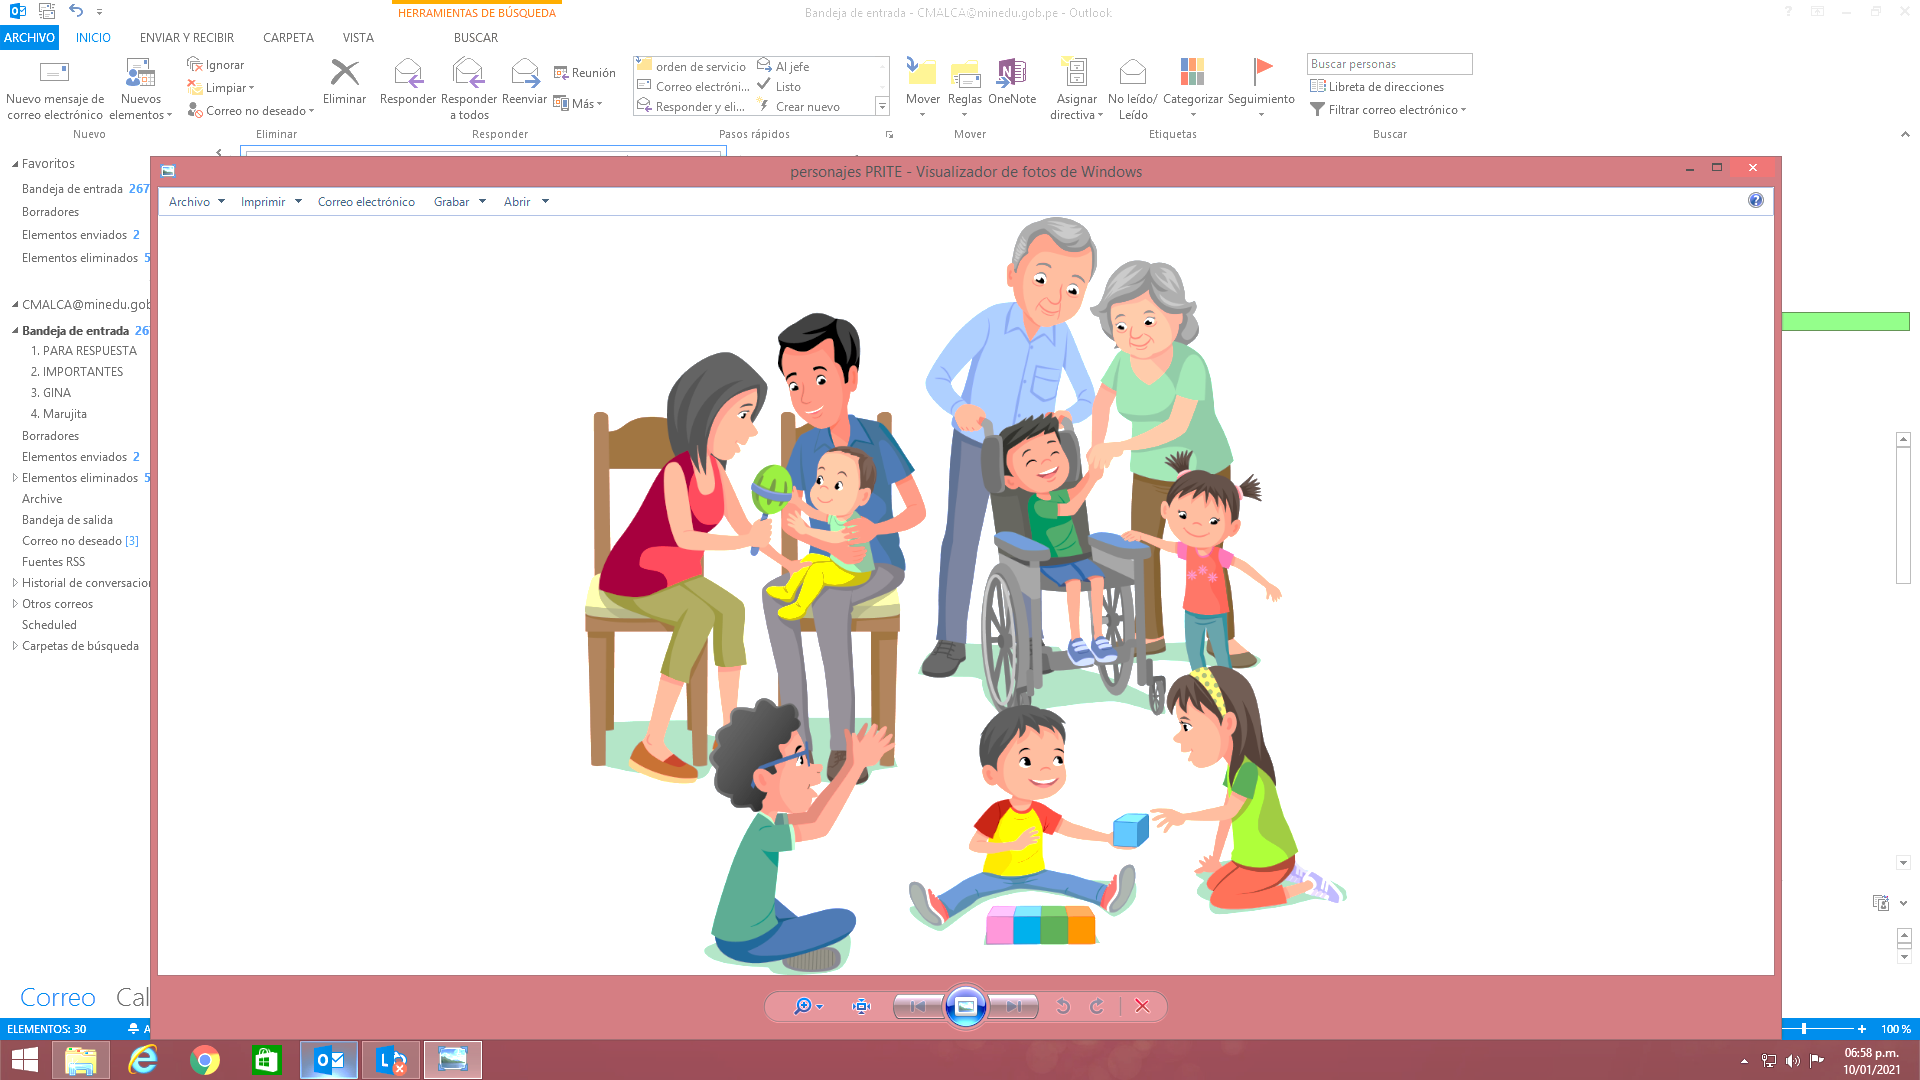 HERRAMIENTAS DE BÚSQUEDA
Bandeja de entrada - CMALCA@minedu.gob.pe - Outlook
ARCHIVO INICIO ENVIAR Y RECIBIR CARPETA VISTA BUSCAR
Nuevo mensaje de correo electrónico
Nuevos elementos
Nuevo
Ignorar
Limpiar
Correo no deseado
Eliminar
Eliminar
Responder
Responder a todos
Reenviar
Reunión
Más
Responder
orden de servicio
Correo electróni...
Responder y eli...
Al jefe
Listo
Crear nuevo
Pasos rápidos
Mover
Reglas
OneNote
Mover
Asignar directiva
No leído/ Leído
Categorizar
Seguimiento
Etiquetas
Buscar personas
Libreta de direcciones
Filtrar correo electrónico
Buscar
Favoritos
Bandeja de entrada 267
Borradores
Elementos enviados 2
Elementos eliminados 5
CMALCA@minedu.gob
Bandeja de entrada 26
1. PARA RESPUESTA
2. IMPORTANTES
3. GINA
4. Marujita
Borradores
Elementos enviados 2
Elementos eliminados 5
Archive
Bandeja de salida
Correo no deseado [3]
Fuentes RSS
Historial de conversacion
Otros correos
Scheduled
Carpetas de búsqueda
Correo Cal
ELEMENTOS: 30 A
personajes PRITE - Visualizador de fotos de Windows
Archivo Imprimir Correo electrónico Grabar Abrir
100 %
06:58 p.m.
10/01/2021